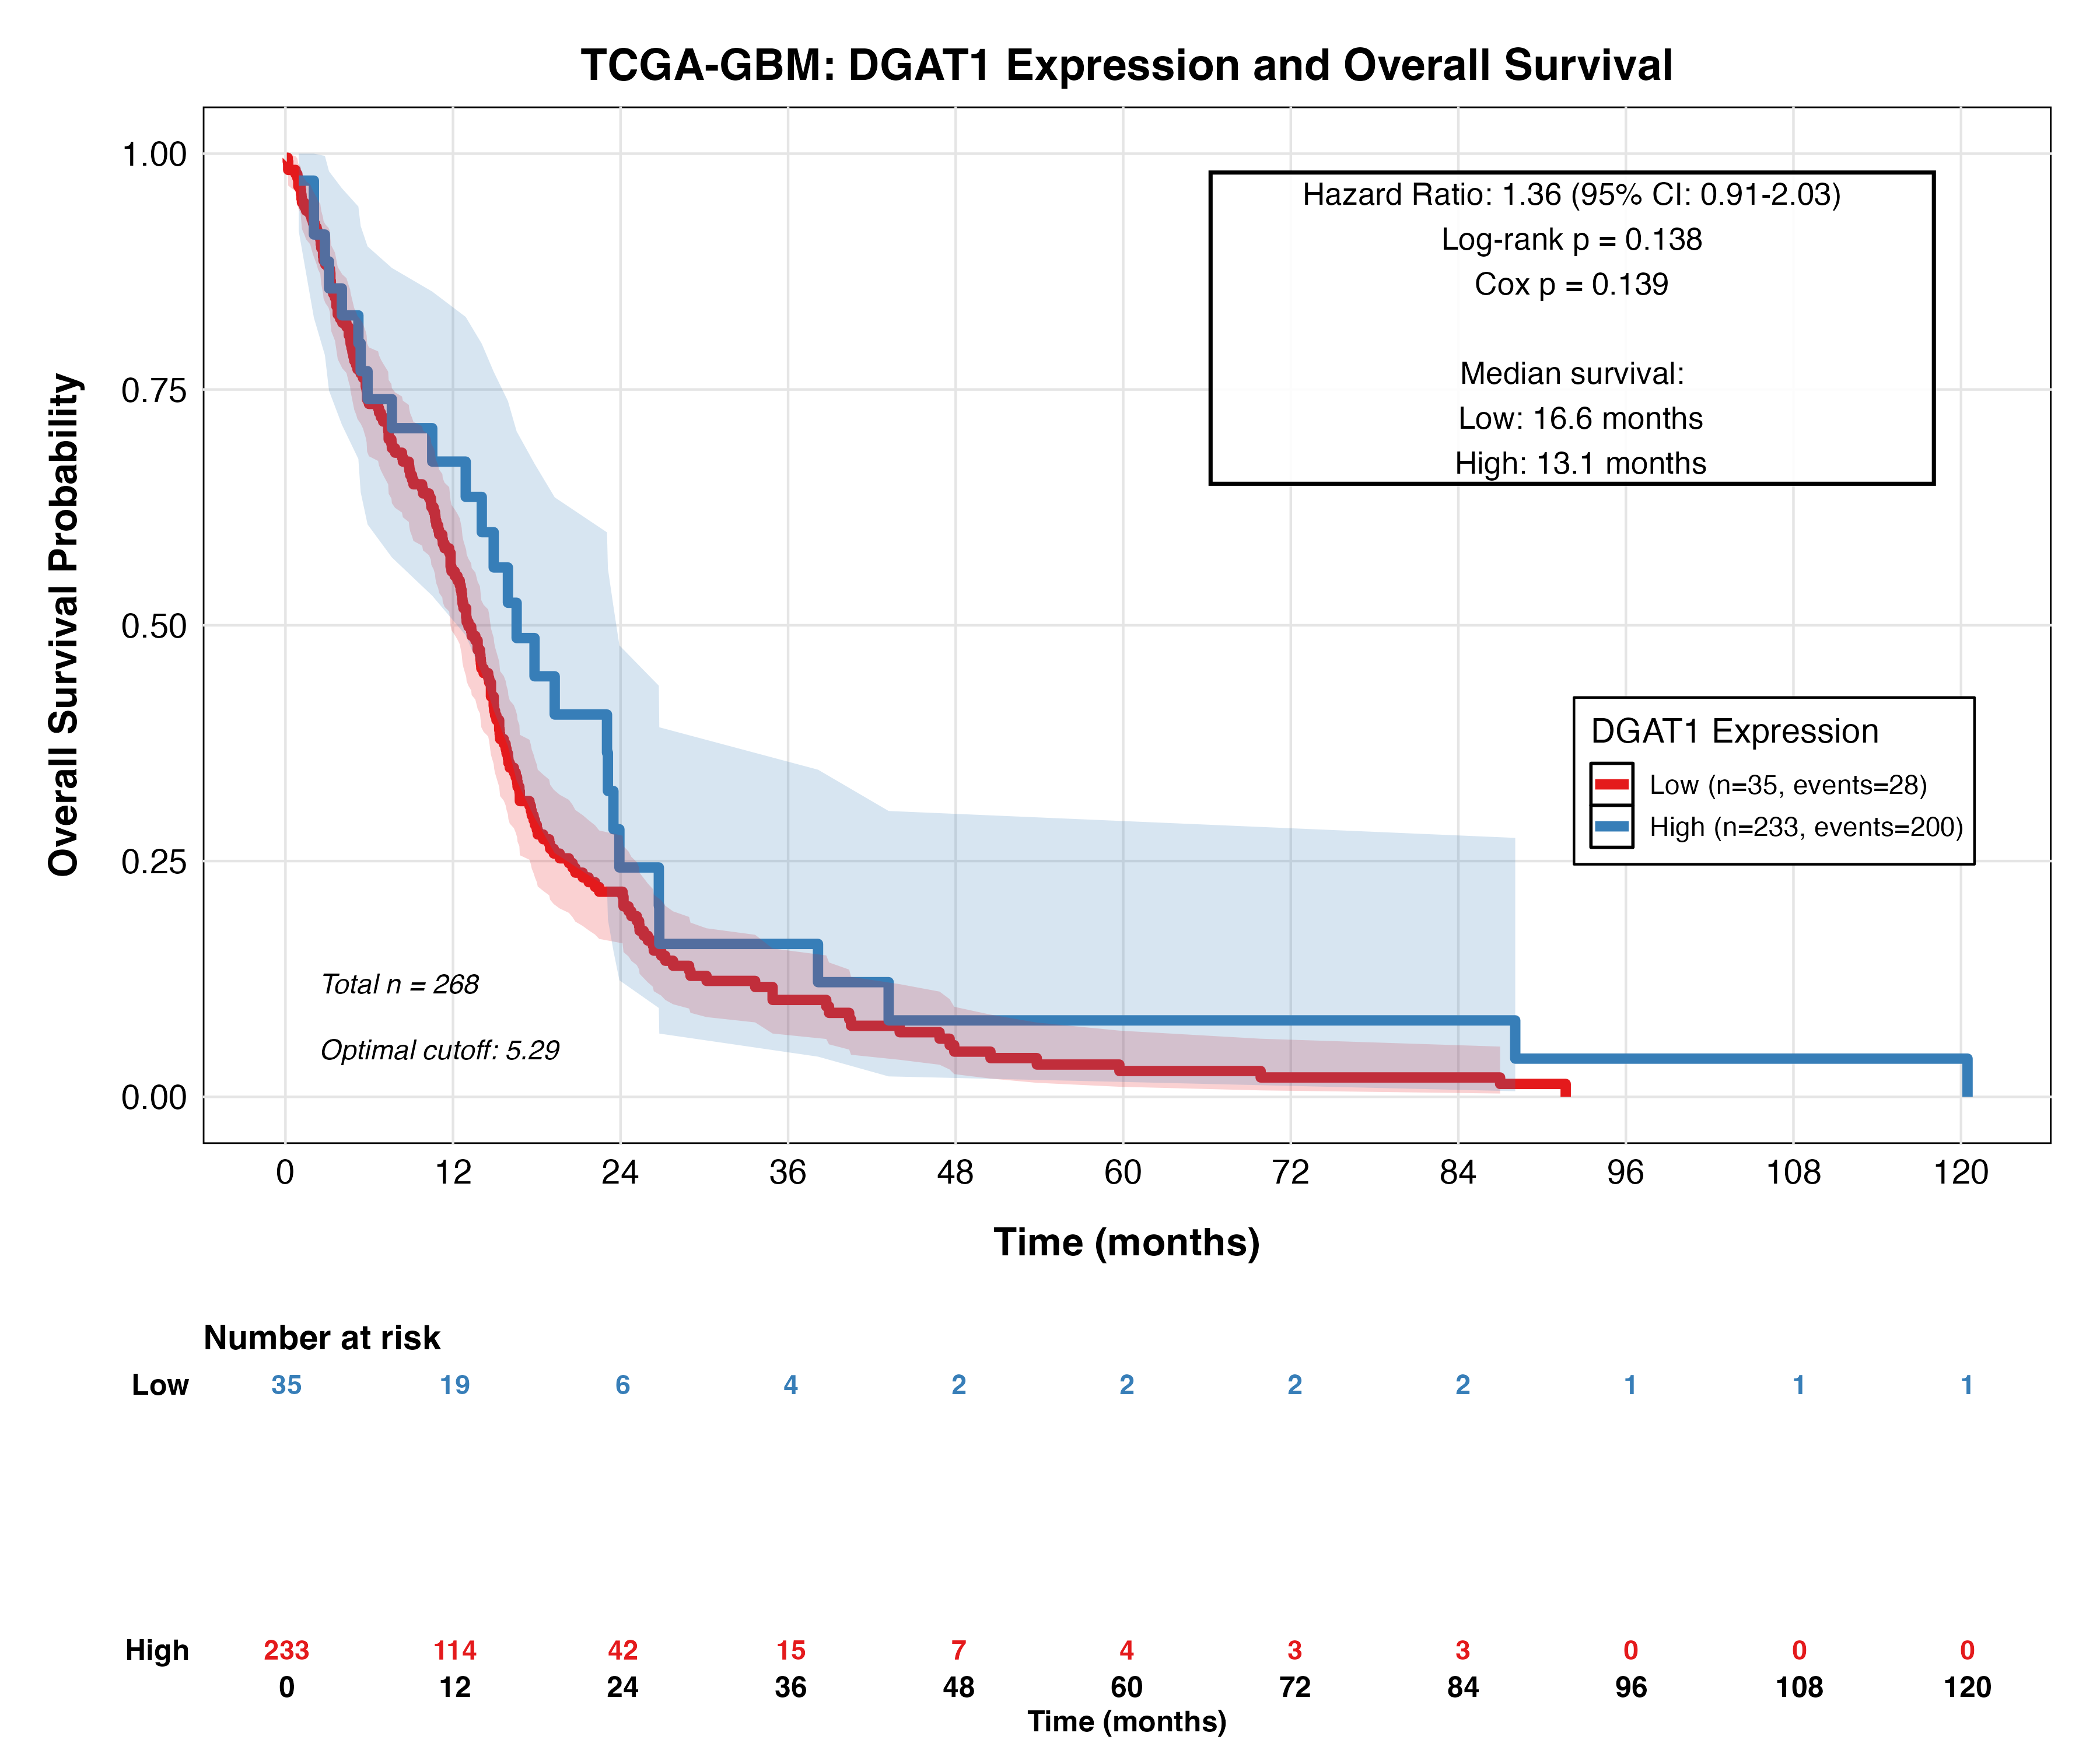 TCGA-GBM: DGAT1 Expression and Overall Survival
Overall Survival Probability
1.00
0.75
0.50
0.25
0.00
Hazard Ratio: 1.36 (95% CI: 0.91-2.03)
Log-rank p = 0.138
Cox p = 0.139
Median survival:
Low: 16.6 months
High: 13.1 months
DGAT1 Expression
Low (n=35, events=28)
High (n=233, events=200)
Total n = 268
Optimal cutoff: 5.29
0 12 24 36 48 60 72 84 96 108 120
Time (months)
Number at risk
Low 35 19 6 4 2 2 2 2 1 1 1
High 233 114 42 15 7 4 3 3 0 0 0
0 12 24 36 48 60 72 84 96 108 120
Time (months)